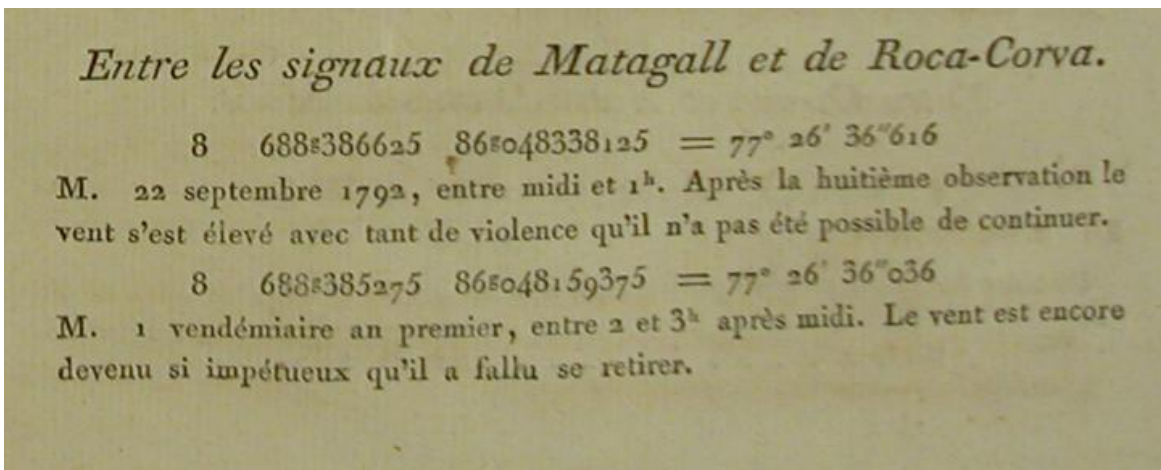 Entre les signaux de Matagall et de Roca-Corva.
8 688ᵍ386625 86ᵍ048338125 = 77° 26′ 36″616
M. 22 septembre 1792, entre midi et 1ʰ. Après la huitième observation le
vent s'est élevé avec tant de violence qu'il n'a pas été possible de continuer.
8 688ᵍ385275 86ᵍ048159375 = 77° 26′ 36″036
M. 1 vendémiaire an premier, entre 2 et 3ʰ après midi. Le vent est encore
devenu si impétueux qu'il a fallu se retirer.